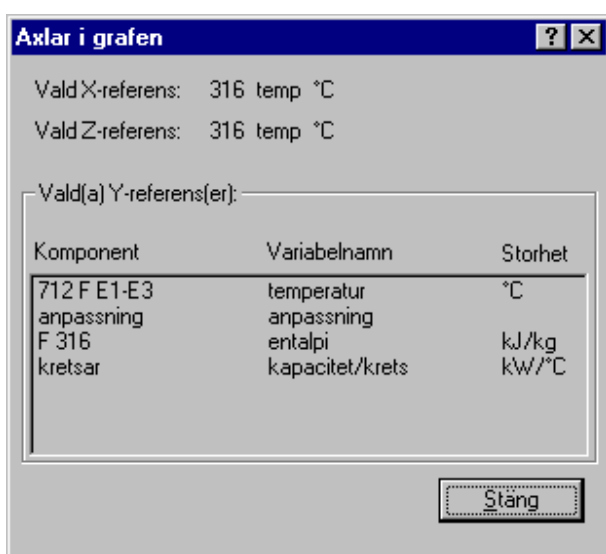 Axlar i grafen
Vald X-referens: 316 temp °C
Vald Z-referens: 316 temp °C
Vald(a) Y-referens(er):
Komponent Variabelnamn Storhet
712 F E1-E3 temperatur °C
anpassning anpassning
F 316 entalpi kJ/kg
kretsar kapacitet/krets kW/°C
Stäng